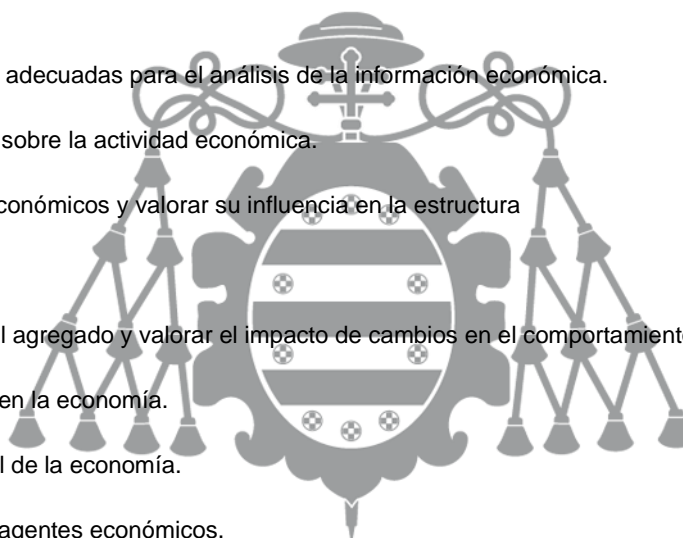 adecuadas para el análisis de la información económica.
sobre la actividad económica.
conómicos y valorar su influencia en la estructura
l agregado y valorar el impacto de cambios en el comportamiento
en la economía.
l de la economía.
agentes económicos.